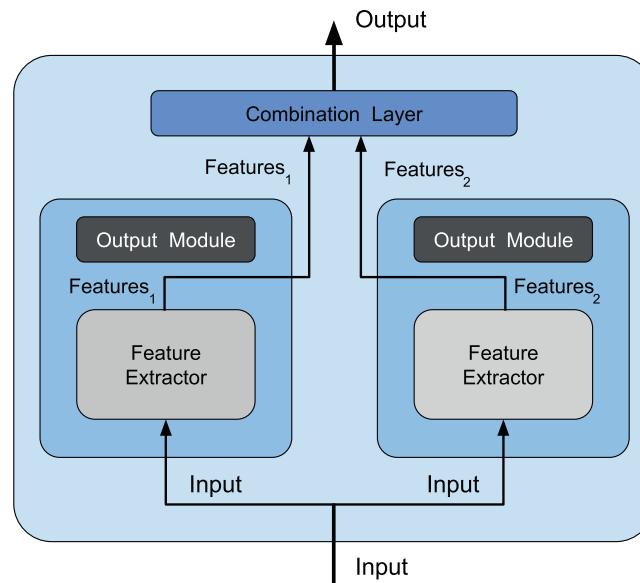 Output
Combination Layer
Features1
Features2
Output Module
Output Module
Features1
Features2
Feature
Extractor
Feature
Extractor
Input
Input
Input